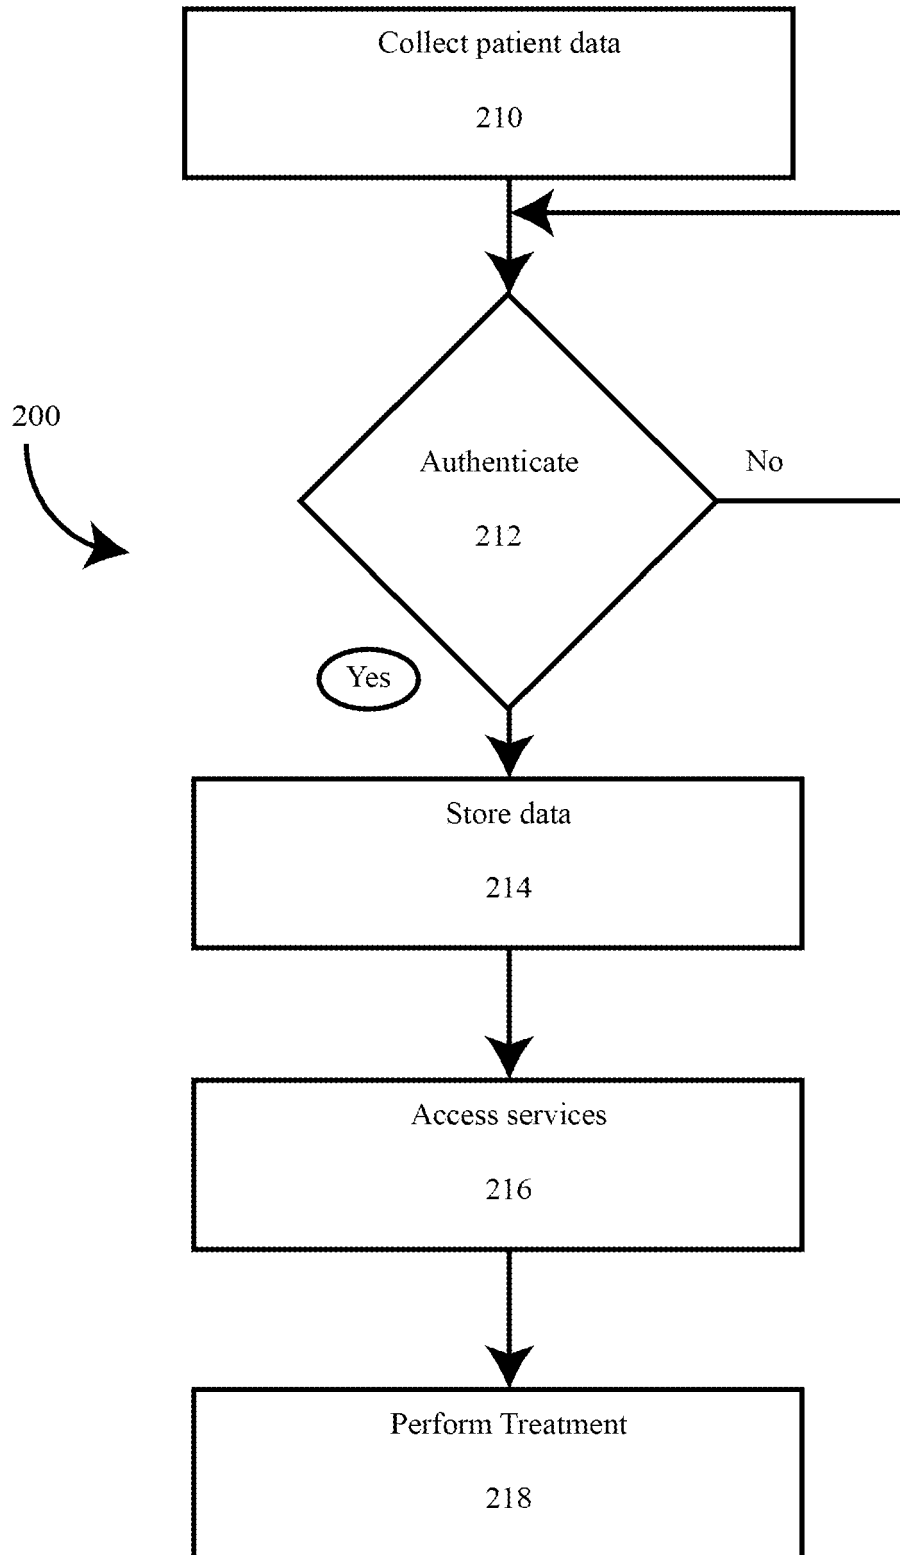 Collect patient data
210
200
Authenticate
212
No
Yes
Store data
214
Access services
216
Perform Treatment
218